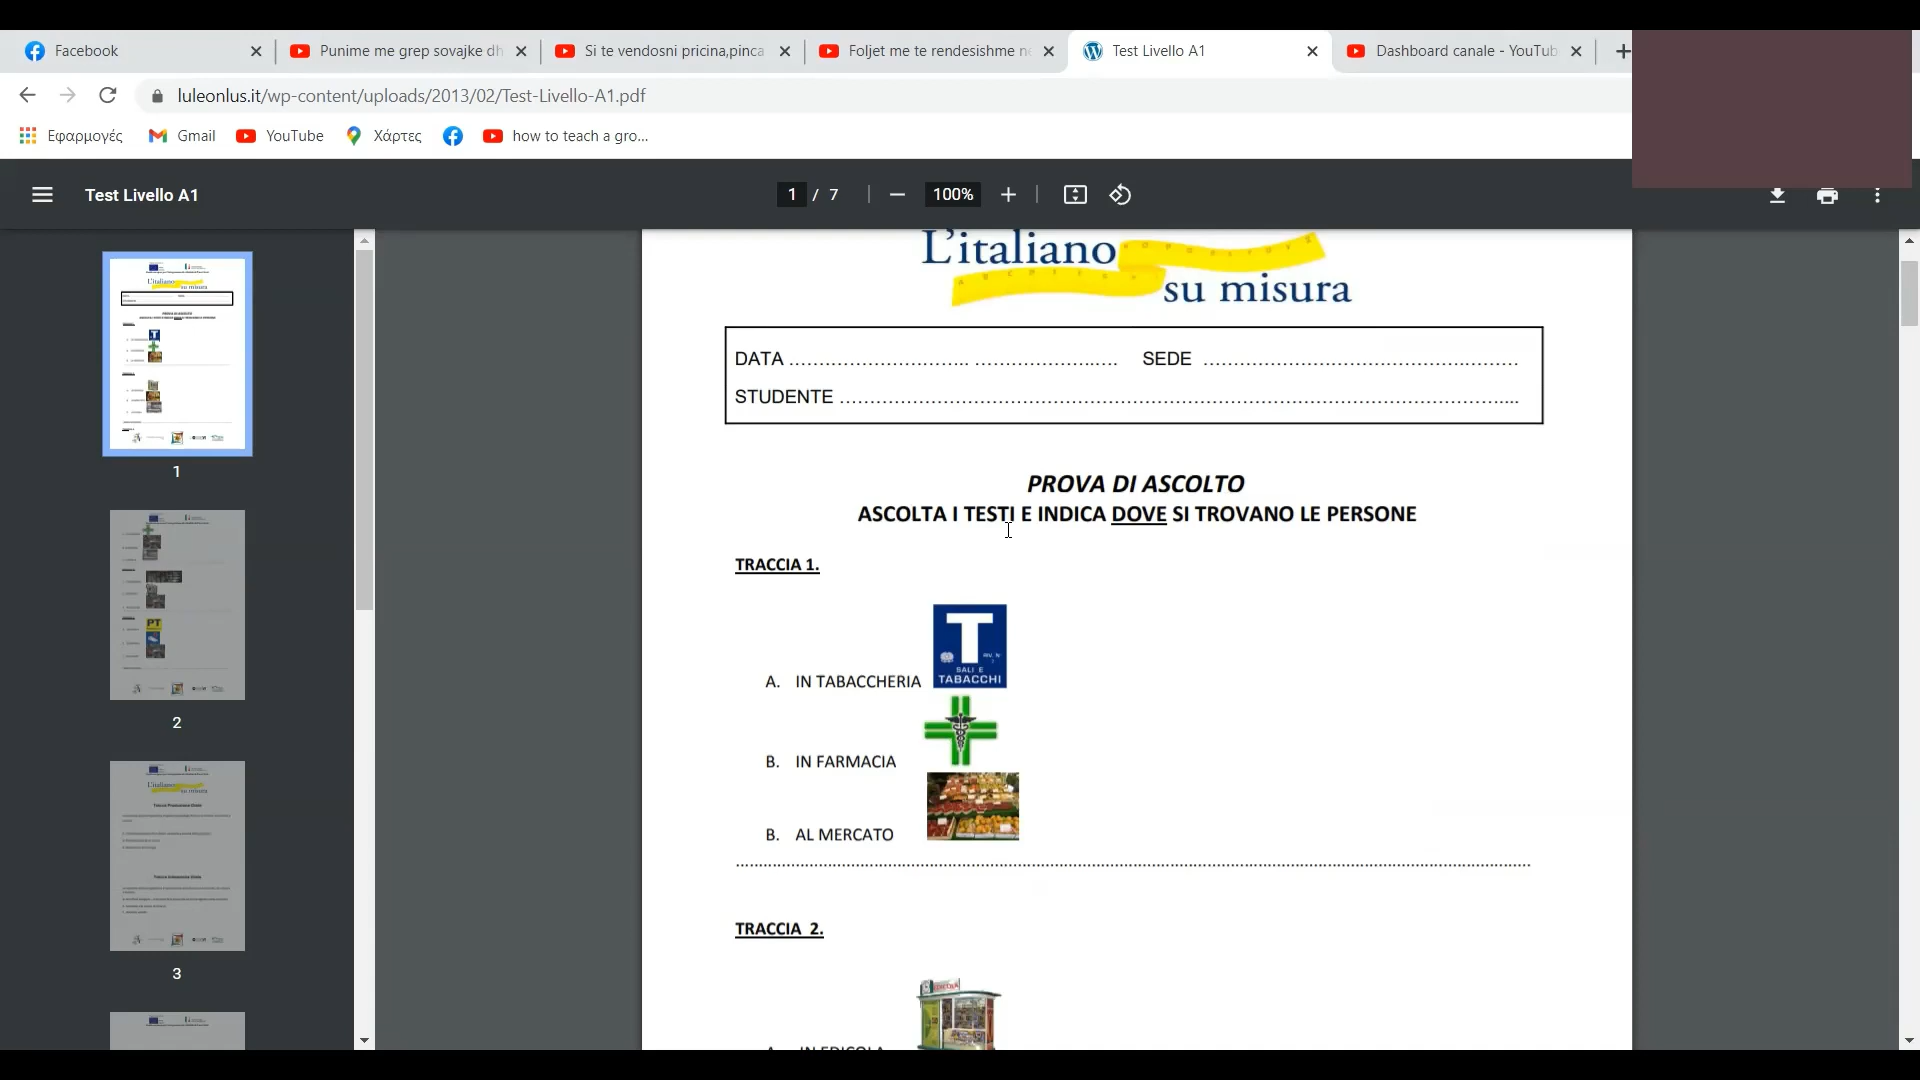 Facebook
Punime me grep sovajke dh
Si te vendosni pricina,pinca
Foljet me te rendesishme ne
Test Livello A1
Dashboard canale - YouTub
luleonlus.it/wp-content/uploads/2013/02/Test-Livello-A1.pdf
Εφαρμογές
Gmail
YouTube
Χάρτες
how to teach a gro...
Test Livello A1
1 / 7
100%
L'italiano
su misura
DATA ……………………….. …………………..…. SEDE …………………………………..………
STUDENTE …………………………………………………………………………………………...
PROVA DI ASCOLTO
ASCOLTA I TESTI E INDICA DOVE SI TROVANO LE PERSONE
TRACCIA 1.
T
SALI E
TABACCHI
A. IN TABACCHERIA
B. IN FARMACIA
B. AL MERCATO
TRACCIA 2.
A. IN EDICOLA
1
2
3